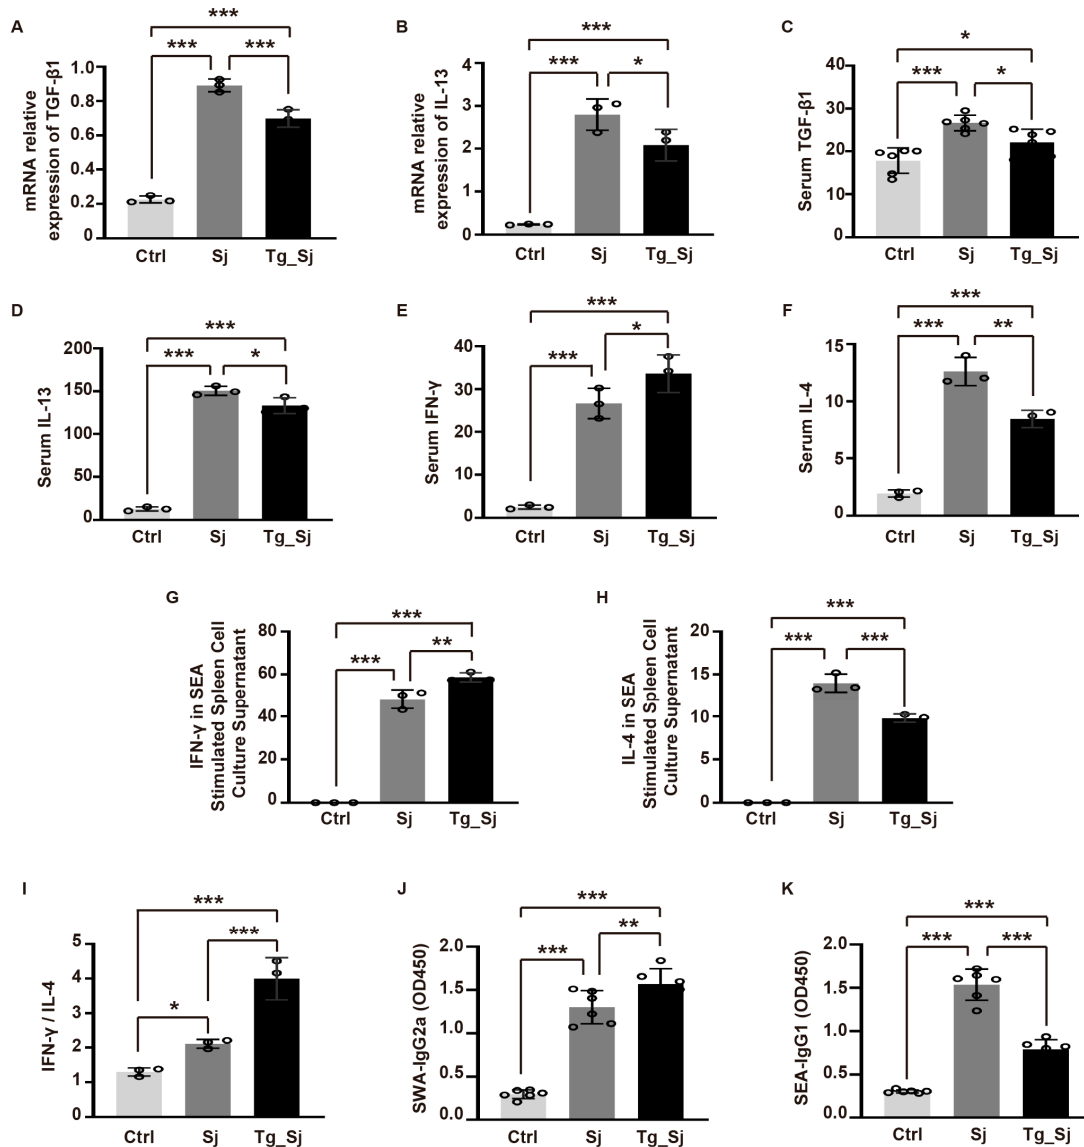 A
***
***
***
mRNA relative
expression of TGF-β1
1.0
0.8
0.6
0.4
0.2
0
Ctrl
Sj
Tg_Sj
B
***
***
*
mRNA relative
expression of IL-13
4
3
2
1
0
Ctrl
Sj
Tg_Sj
C
*
***
*
Serum TGF-β1
40
30
20
10
0
Ctrl
Sj
Tg_Sj
D
***
***
*
Serum IL-13
200
150
100
50
0
Ctrl
Sj
Tg_Sj
E
***
*
***
Serum IFN-γ
40
30
20
10
0
Ctrl
Sj
Tg_Sj
F
***
***
**
Serum IL-4
15
10
5
0
Ctrl
Sj
Tg_Sj
G
***
**
***
IFN-γ in SEA
Stimulated Spleen Cell
Culture Supernatant
80
60
40
20
0
Ctrl
Sj
Tg_Sj
H
***
***
***
IL-4 in SEA
Stimulated Spleen Cell
Culture Supernatant
20
15
10
5
0
Ctrl
Sj
Tg_Sj
I
***
***
*
IFN-γ / IL-4
5
4
3
2
1
0
Ctrl
Sj
Tg_Sj
J
***
**
***
SWA-IgG2a (OD450)
2.0
1.5
1.0
0.5
0.0
Ctrl
Sj
Tg_Sj
K
***
***
***
SEA-IgG1 (OD450)
2.0
1.5
1.0
0.5
0.0
Ctrl
Sj
Tg_Sj